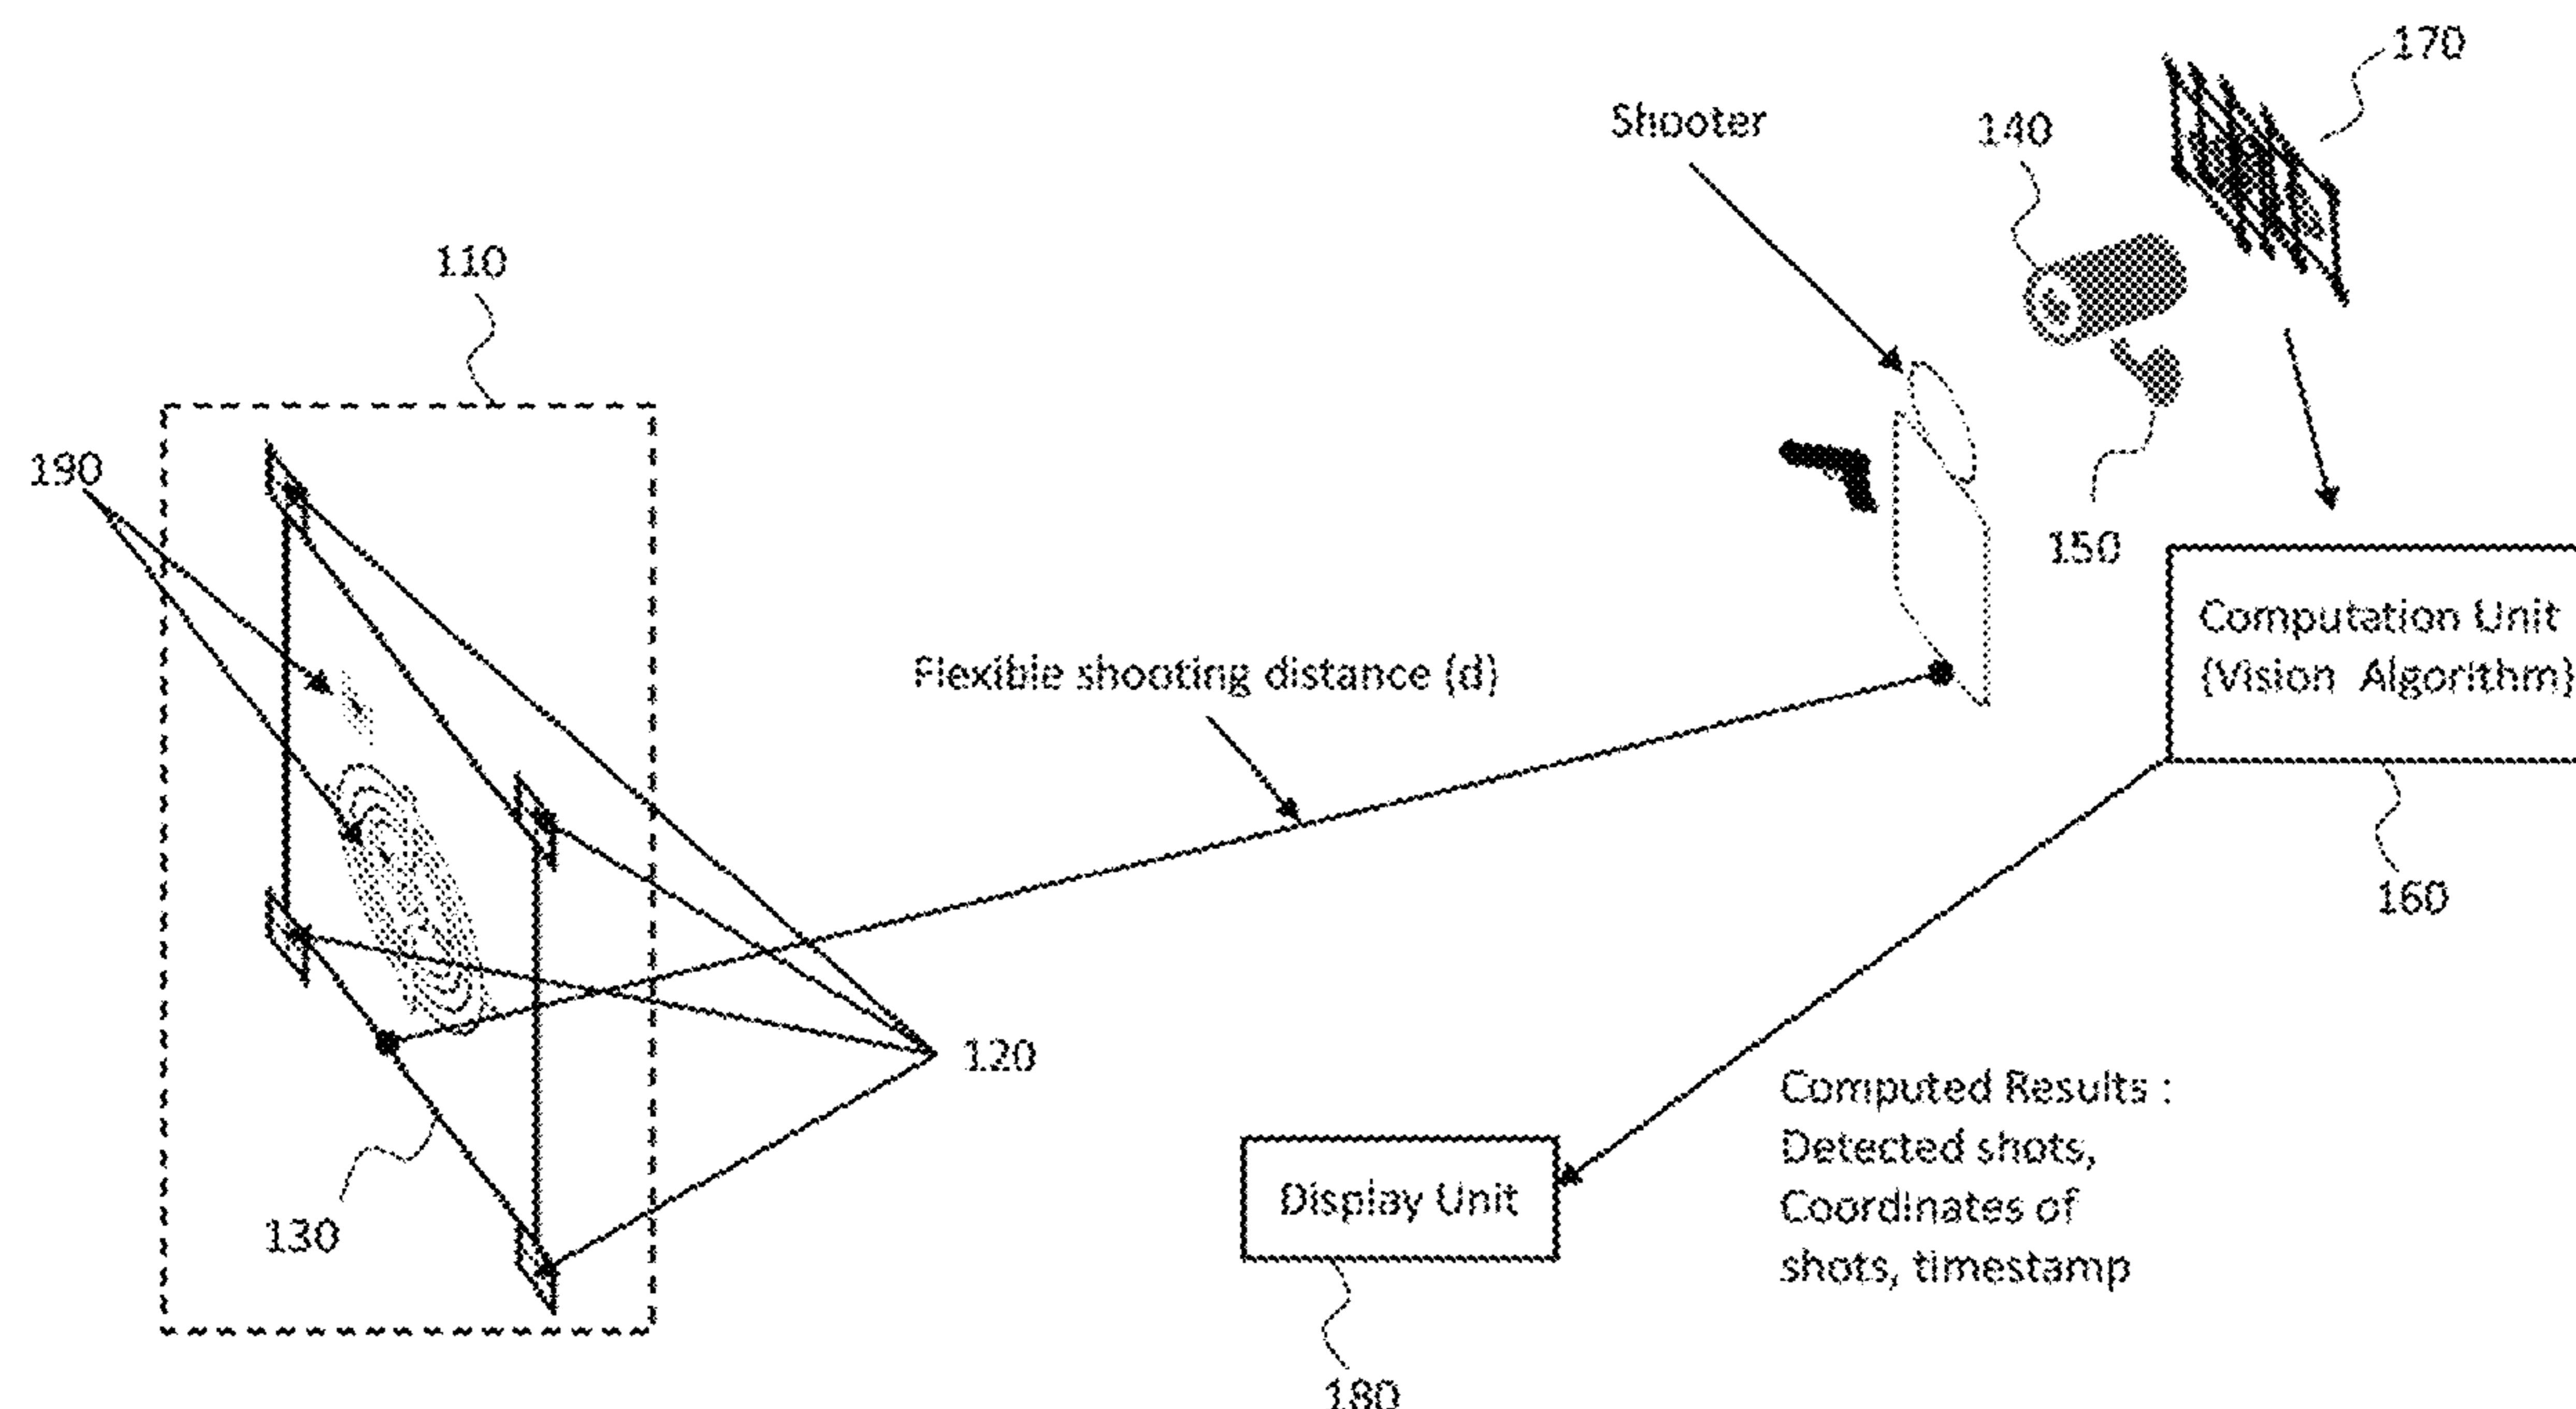 170
Shooter
140
110
190
150
Computation Unit
(Vision Algorithm)
Flexible shooting distance (d)
160
120
Computed Results :
Detected shots,
Coordinates of
shots, timestamp
Display Unit
130
180